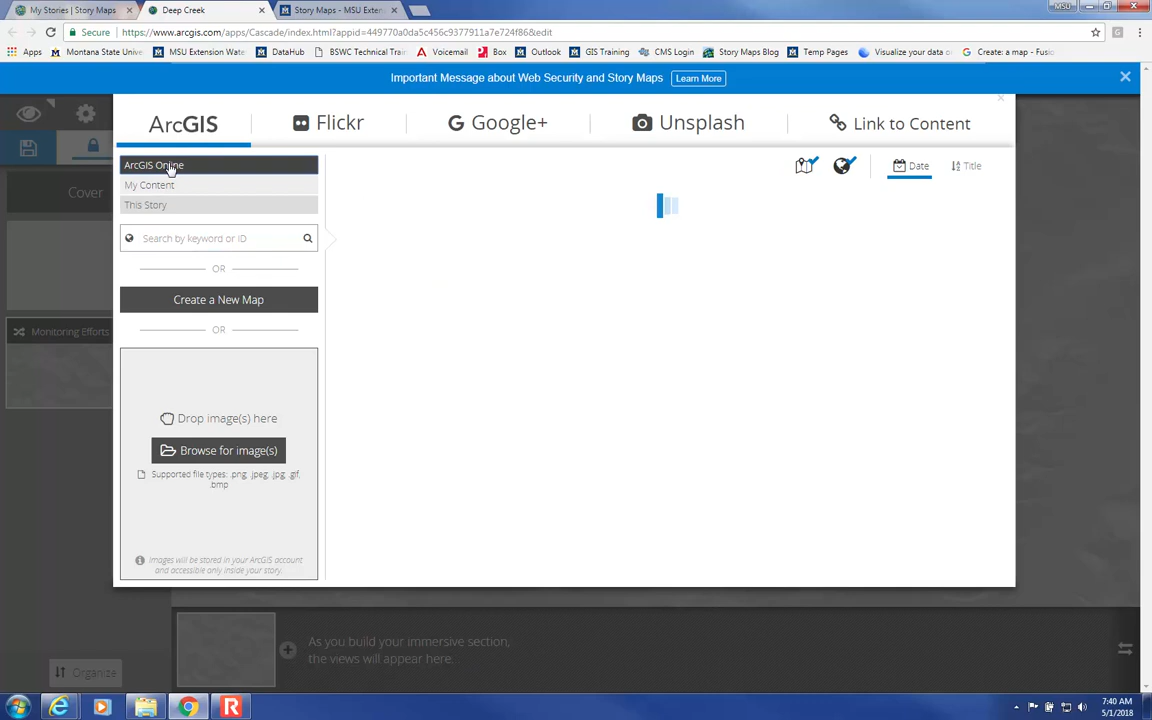 My Stories | Story Maps
Deep Creek
Story Maps - MSU Exten
MSU
Secure
https://www.arcgis.com/apps/Cascade/index.html?appid=449770a0da5c456c9377911a7e724f86&edit
Apps
Montana State Univ
MSU Extension Wate
DataHub
BSWC Technical Train
Voicemail
Box
Outlook
GIS Training
CMS Login
Story Maps Blog
Temp Pages
Visualize your data o
Create: a map - Fusio
Important Message about Web Security and Story Maps
Learn More
ArcGIS
Flickr
Google+
Unsplash
Link to Content
ArcGIS Online
My Content
This Story
Date
Title
Cover
Search by keyword or ID
OR
Create a New Map
OR
Monitoring Efforts
Drop image(s) here
Browse for image(s)
Supported file types: .png, .jpeg, .jpg, .gif,
.bmp
Images will be stored in your ArcGIS account
and accessible only inside your story.
As you build your immersive section,
the views will appear here.
Organize
7:40 AM
5/1/2018